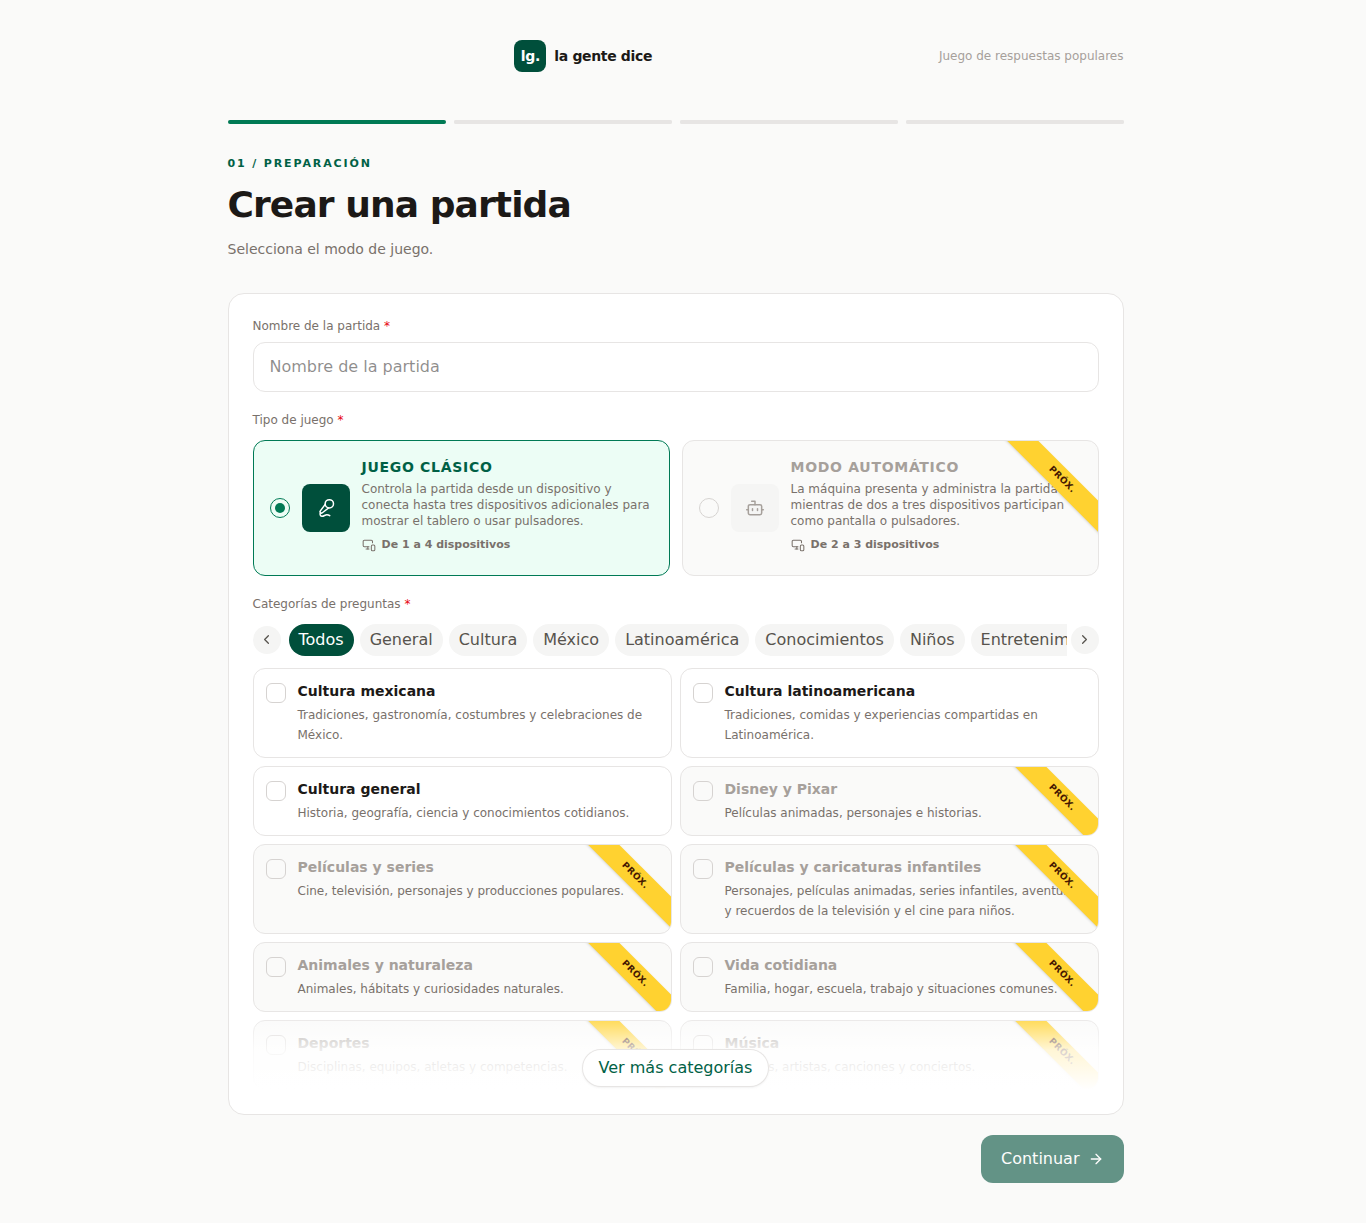 lg. la gente dice
Juego de respuestas populares
01 / PREPARACIÓN
Crear una partida
Selecciona el modo de juego.
Nombre de la partida *
Nombre de la partida
Tipo de juego *
JUEGO CLÁSICO
Controla la partida desde un dispositivo y
conecta hasta tres dispositivos adicionales para
mostrar el tablero o usar pulsadores.
De 1 a 4 dispositivos
MODO AUTOMÁTICO
PRÓX.
La máquina presenta y administra la partida
mientras de dos a tres dispositivos participan
como pantalla o pulsadores.
De 2 a 3 dispositivos
Categorías de preguntas *
Todos General Cultura México Latinoamérica Conocimientos Niños Entretenim
Cultura mexicana
Tradiciones, gastronomía, costumbres y celebraciones de
México.
Cultura latinoamericana
Tradiciones, comidas y experiencias compartidas en
Latinoamérica.
Cultura general
Historia, geografía, ciencia y conocimientos cotidianos.
Disney y Pixar
PRÓX.
Películas animadas, personajes e historias.
Películas y series
PRÓX.
Cine, televisión, personajes y producciones populares.
Películas y caricaturas infantiles
PRÓX.
Personajes, películas animadas, series infantiles, aventu
y recuerdos de la televisión y el cine para niños.
Animales y naturaleza
PRÓX.
Animales, hábitats y curiosidades naturales.
Vida cotidiana
PRÓX.
Familia, hogar, escuela, trabajo y situaciones comunes.
Deportes
Disciplinas, equipos, atletas y competencias.
Música
PRÓX.
artistas, canciones y conciertos.
Ver más categorías
Continuar